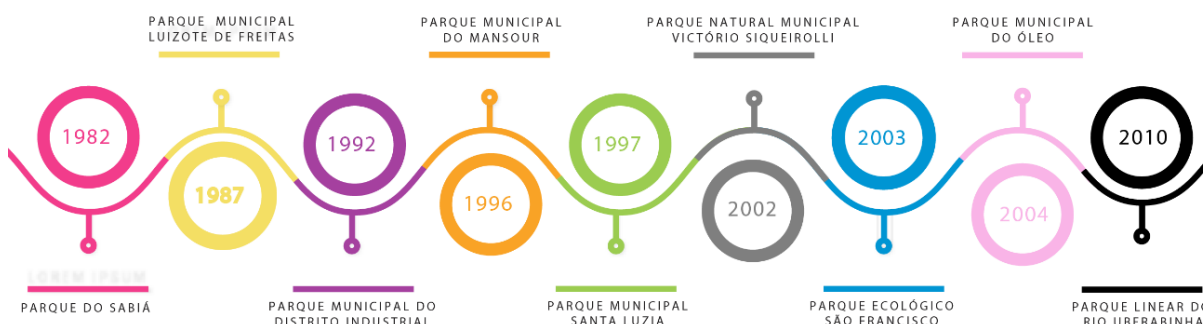 PARQUE MUNICIPAL
LUIZOTE DE FREITAS
PARQUE MUNICIPAL
DO MANSOUR
PARQUE NATURAL MUNICIPAL
VICTÓRIO SIQUEIROLLI
PARQUE MUNICIPAL
DO ÓLEO
1982
1987
1992
1996
1997
2002
2003
2004
2010
LOREM IPSUM
PARQUE DO SABIÁ
PARQUE MUNICIPAL DO
DISTRITO INDUSTRIAL
PARQUE MUNICIPAL
SANTA LUZIA
PARQUE ECOLÓGICO
SÃO FRANCISCO
PARQUE LINEAR DO
RIO UBERABINHA